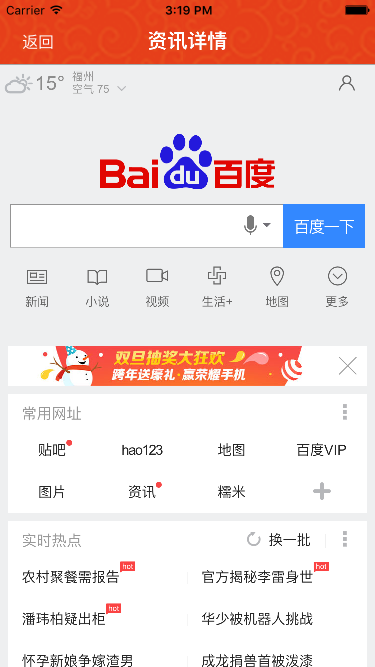 Carrier 3:19 PM
返回 资讯详情
15° 福州
空气 75
Bai du 百度
百度一下
新闻 小说 视频 生活+ 地图 更多
双旦抽奖大狂欢
跨年送豪礼·赢荣耀手机
常用网址
贴吧 hao123 地图 百度VIP
图片 资讯 糯米
实时热点 换一批
农村聚餐需报告 hot 官方揭秘李雷身世 hot
潘玮柏疑出柜 hot 华少被机器人挑战
怀孕新娘争嫁渣男 成龙捐兽首被泼漆